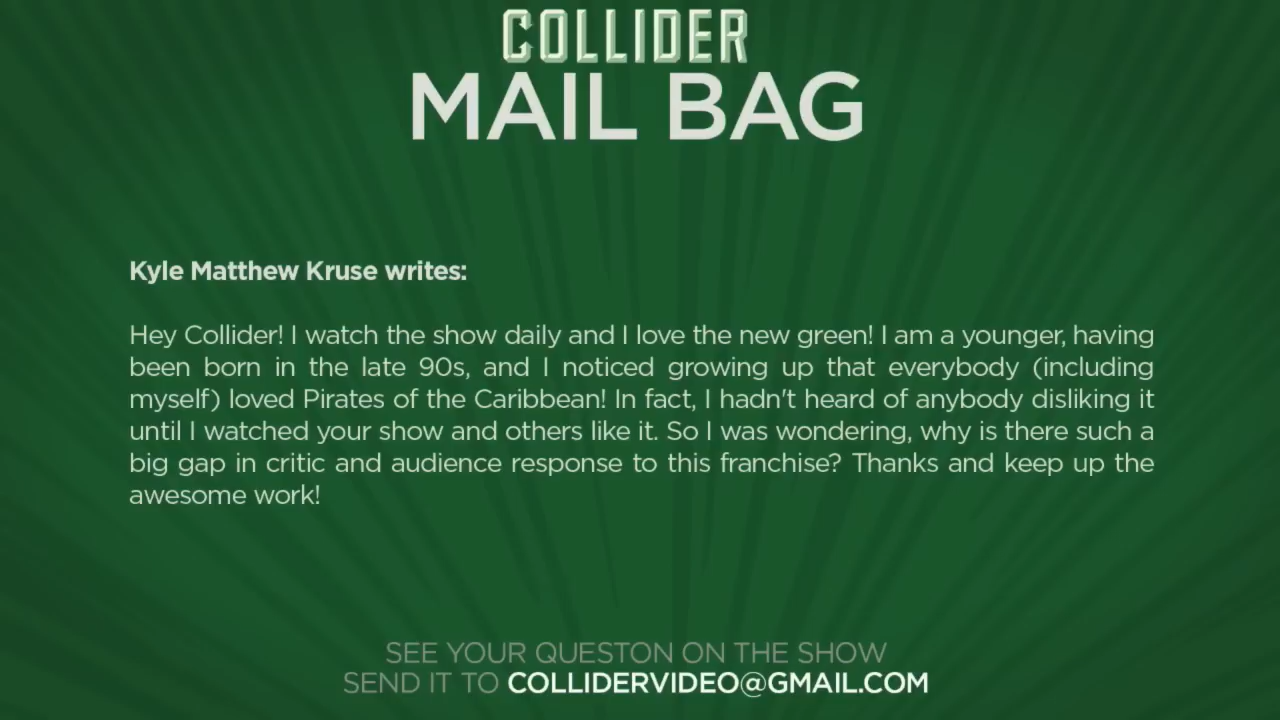 COLLIDER
MAIL BAG
Kyle Matthew Kruse writes:
Hey Collider! I watch the show daily and I love the new green! I am a younger, having
been born in the late 90s, and I noticed growing up that everybody (including
myself) loved Pirates of the Caribbean! In fact, I hadn't heard of anybody disliking it
until I watched your show and others like it. So I was wondering, why is there such a
big gap in critic and audience response to this franchise? Thanks and keep up the
awesome work!
SEE YOUR QUESTON ON THE SHOW
SEND IT TO COLLIDERVIDEO@GMAIL.COM